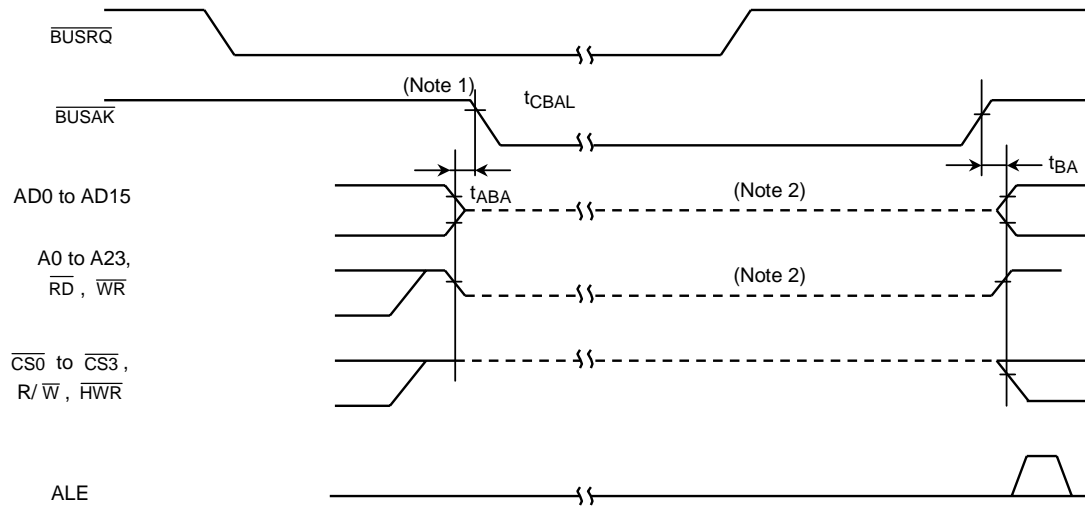 BUSRQ
(Note 1)
tCBAL
BUSAK
tBA
tABA
AD0 to AD15
(Note 2)
A0 to A23,
RD , WR
(Note 2)
CS0 to CS3 ,
R/ W , HWR
ALE